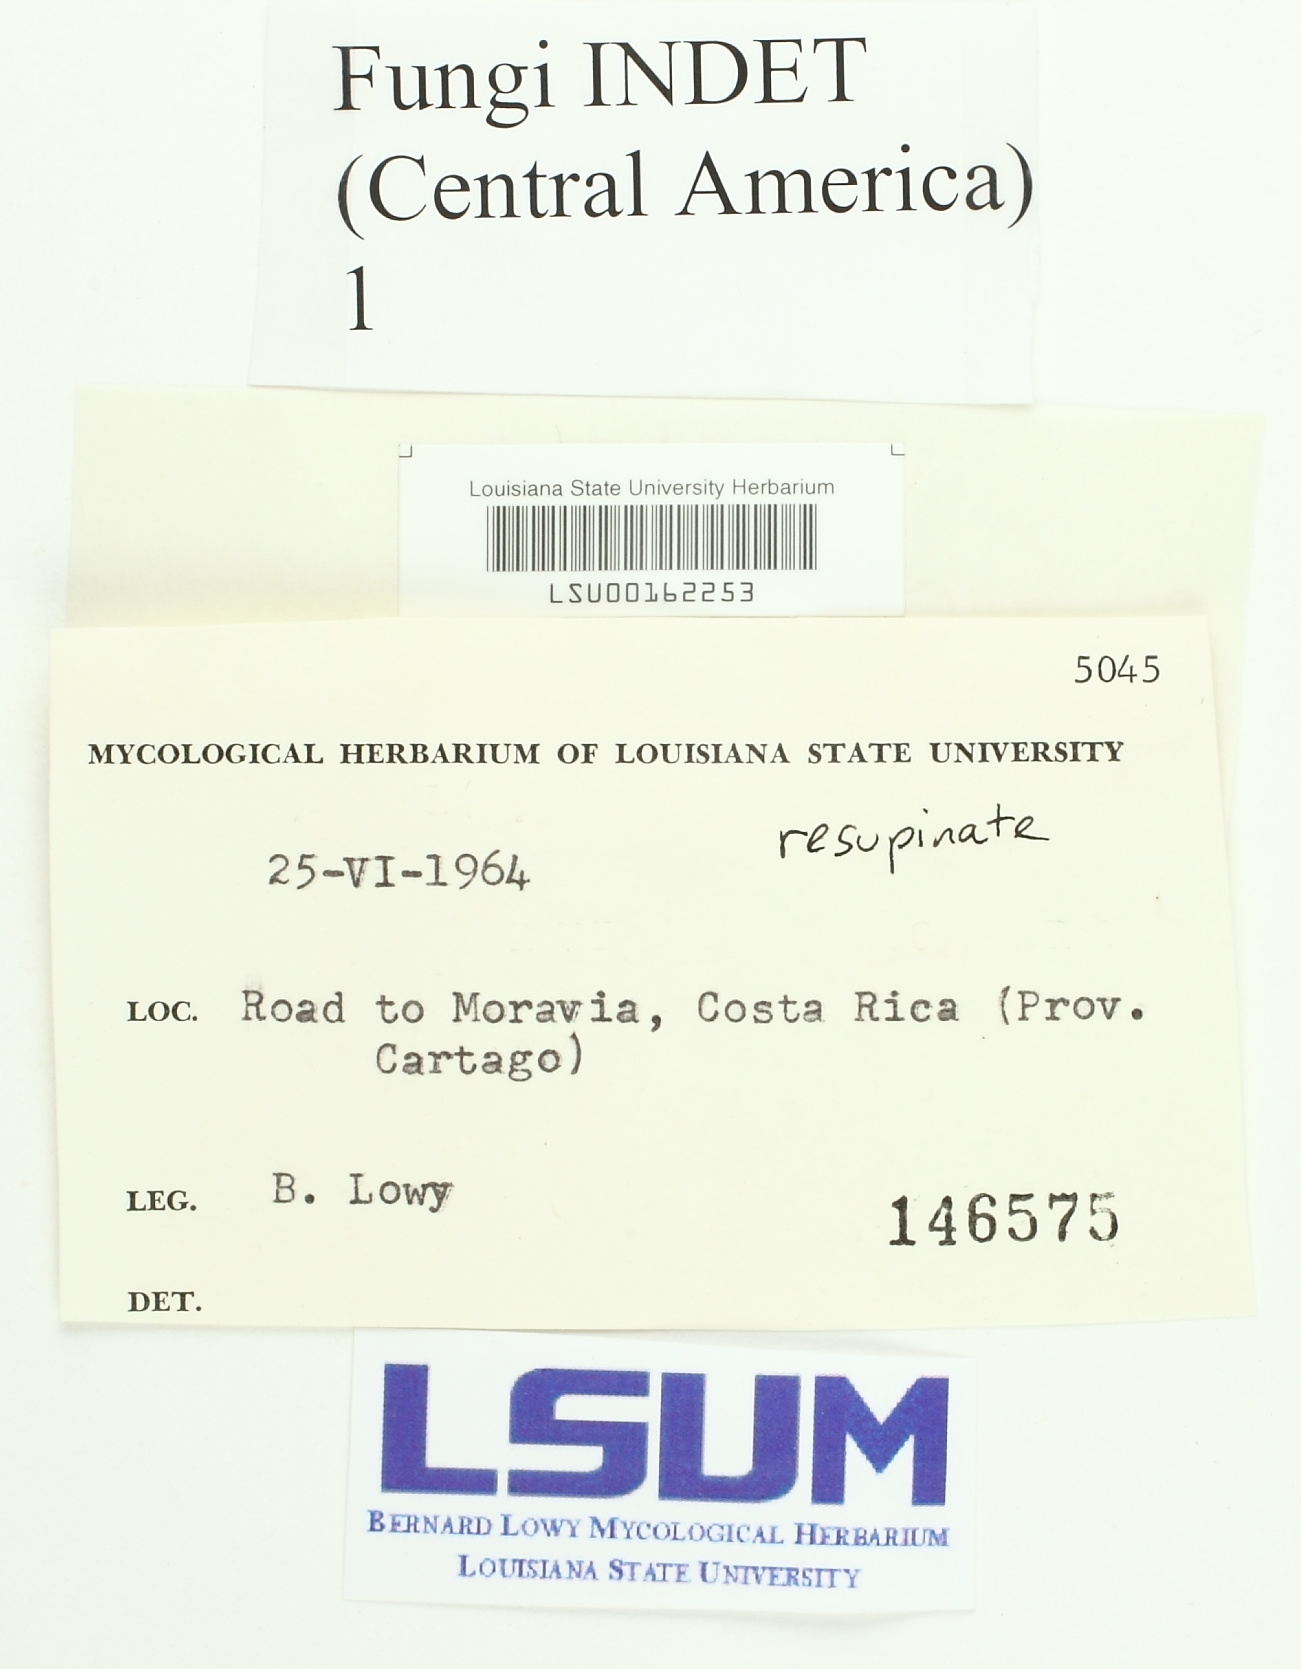 Fungi INDET
(Central America)
1
Louisiana State University Herbarium
LSU00162253
5045
MYCOLOGICAL HERBARIUM OF LOUISIANA STATE UNIVERSITY
resupinate
25-VI-1964
LOC. Road to Moravia, Costa Rica (Prov.
Cartago)
LEG. B. Lowy
146575
DET.
LSUM
BERNARD LOWY MYCOLOGICAL HERBARIUM
LOUISIANA STATE UNIVERSITY